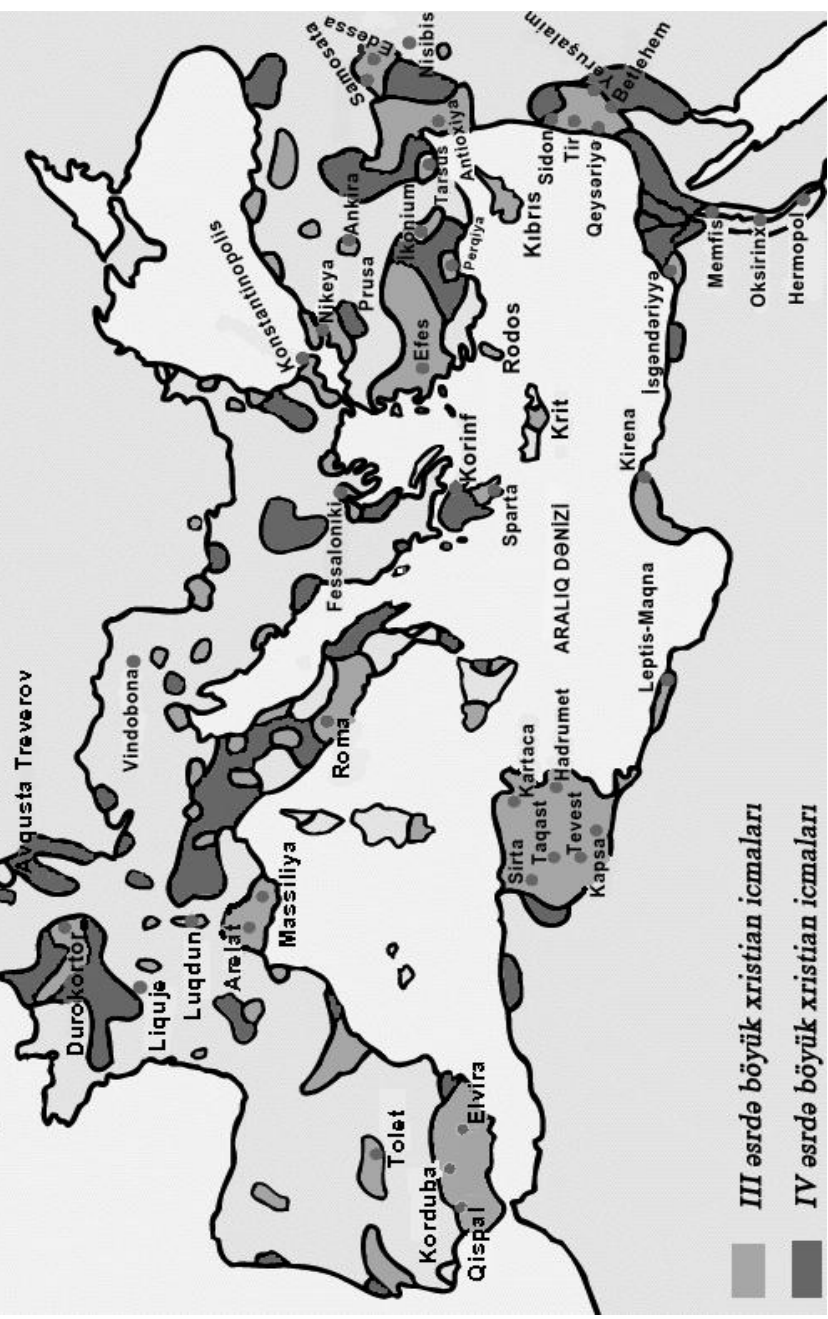 Avqusta Treverov
Durokortor
Liquje
Luqdun
Arelat
Massiliya
Vindobona
Tolet
Korduba
Qispal
Elvira
Roma
Fessaloniki
Korinf
Sparta
Konstantinopolis
Nikeya
Prusa
Ankira
Efes
İkonium
Perqiya
Tarsus
Antioxiya
Samosata
Edessa
Nisibis
Rodos
Krit
Kıbris
Sidon
Tir
Qeysəriyə
Yeruşalaim
Betlehem
ARALIQ DƏNİZİ
Kirena
İsgəndəriyyə
Memfis
Oksirinx
Hermopol
Leptis-Maqna
Kartaca
Hadrumet
Sirta
Taqast
Tevest
Kapsa
III əsrdə böyük xristian icmaları
IV əsrdə böyük xristian icmaları